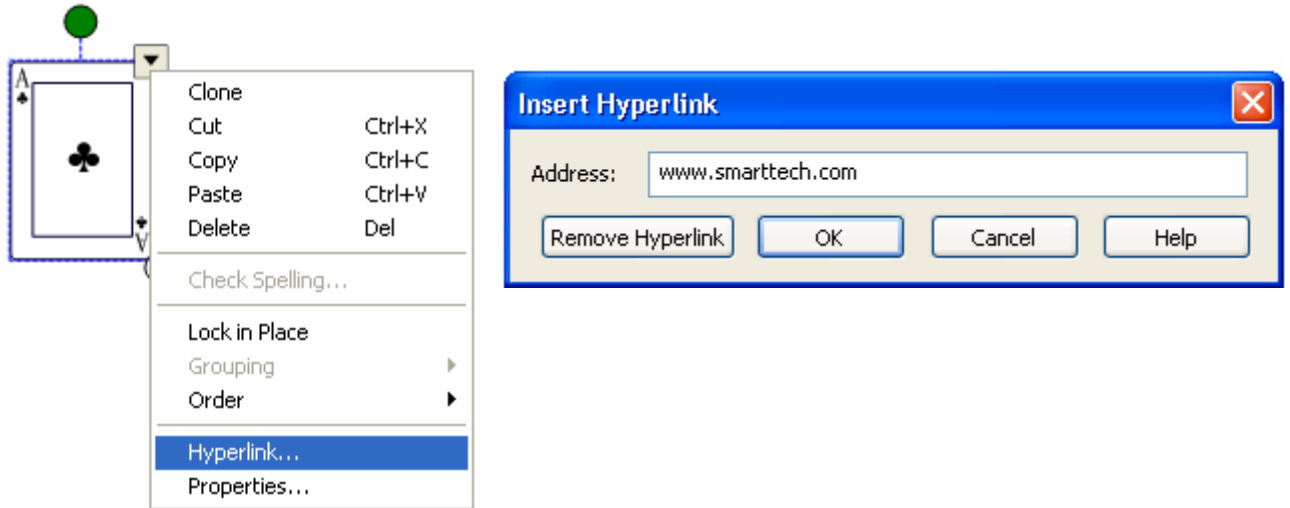 A
A
Clone
Cut Ctrl+X
Copy Ctrl+C
Paste Ctrl+V
Delete Del
Check Spelling...
Lock in Place
Grouping
Order
Hyperlink...
Properties...
Insert Hyperlink
Address: www.smarttech.com
Remove Hyperlink OK Cancel Help